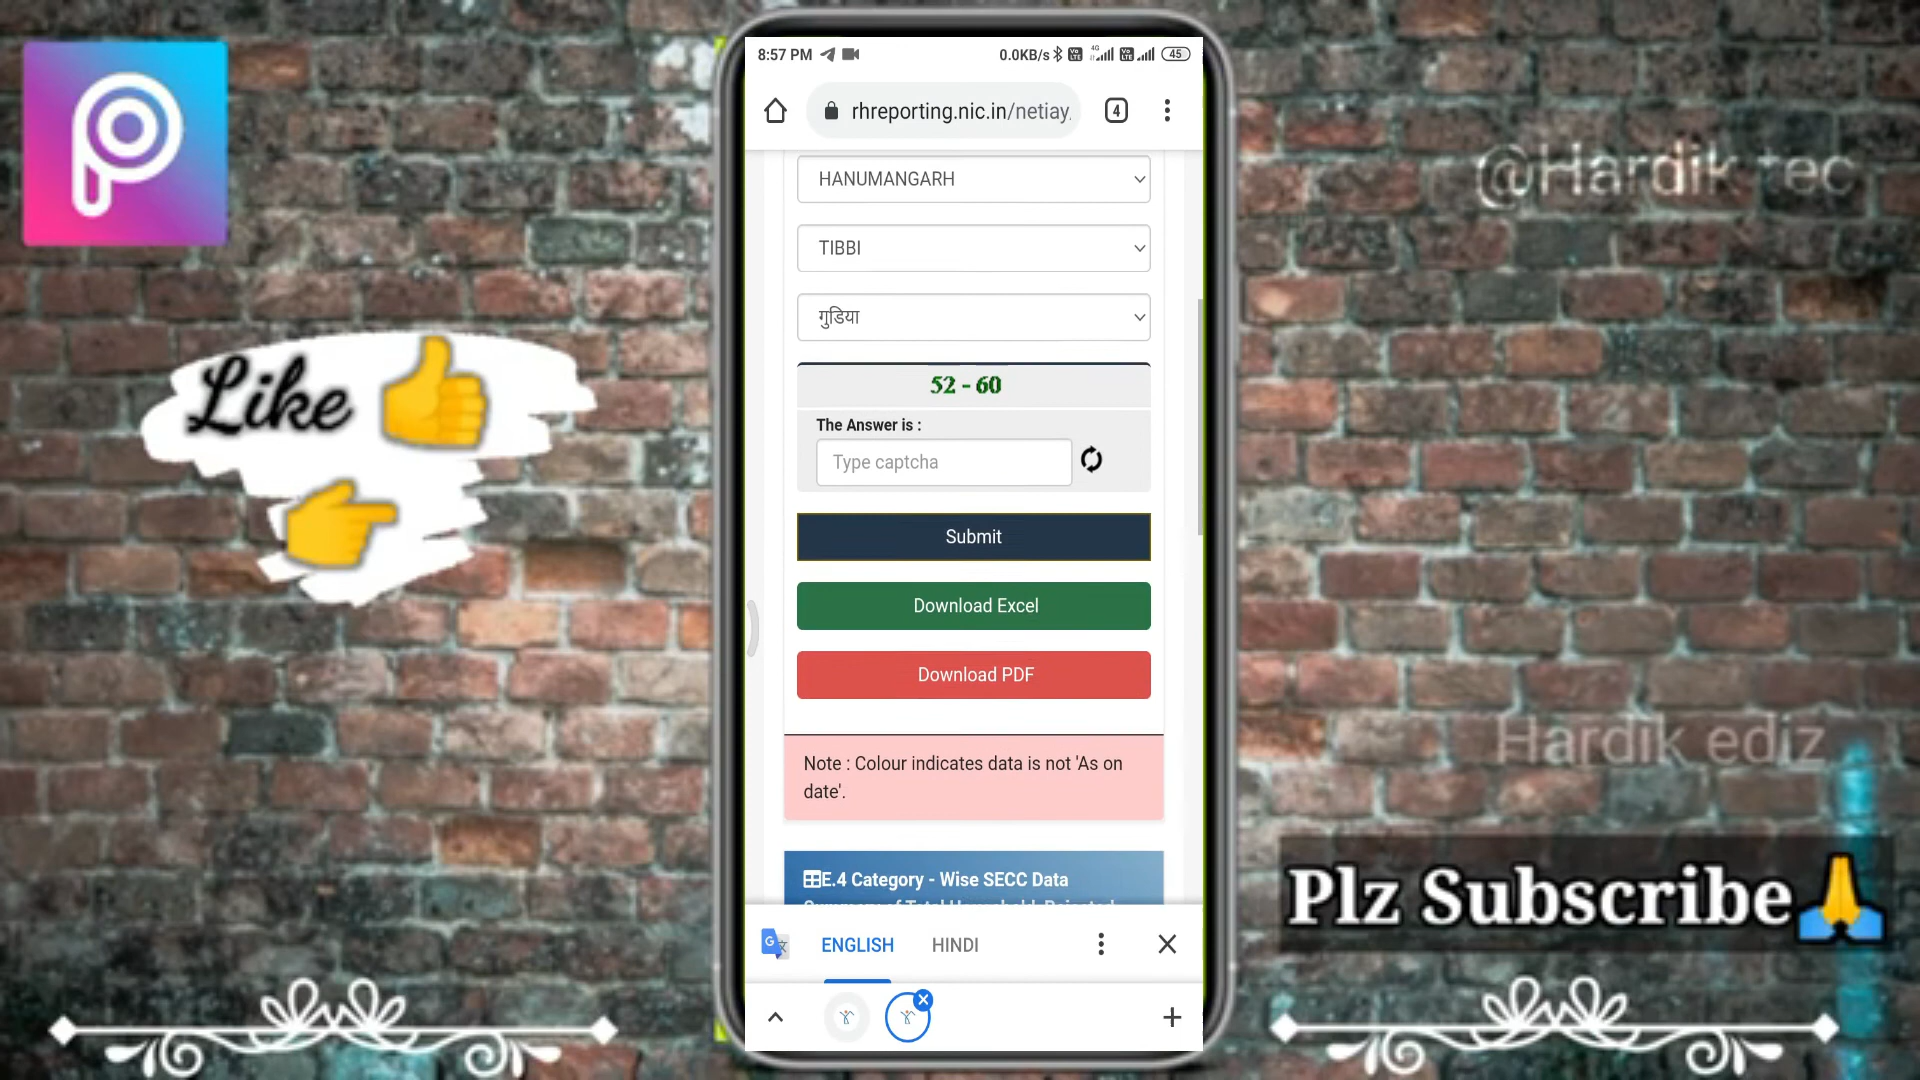 8:57 PM
0.0KB/s
4G
45
rhreporting.nic.in/netiay
4
HANUMANGARH
TIBBI
गुडिया
52 - 60
The Answer is :
Type captcha
Submit
Download Excel
Download PDF
Note : Colour indicates data is not 'As on
date'.
E.4 Category - Wise SECC Data
ENGLISH HINDI
Like
@Hardik tec
Hardik ediz
Plz Subscribe